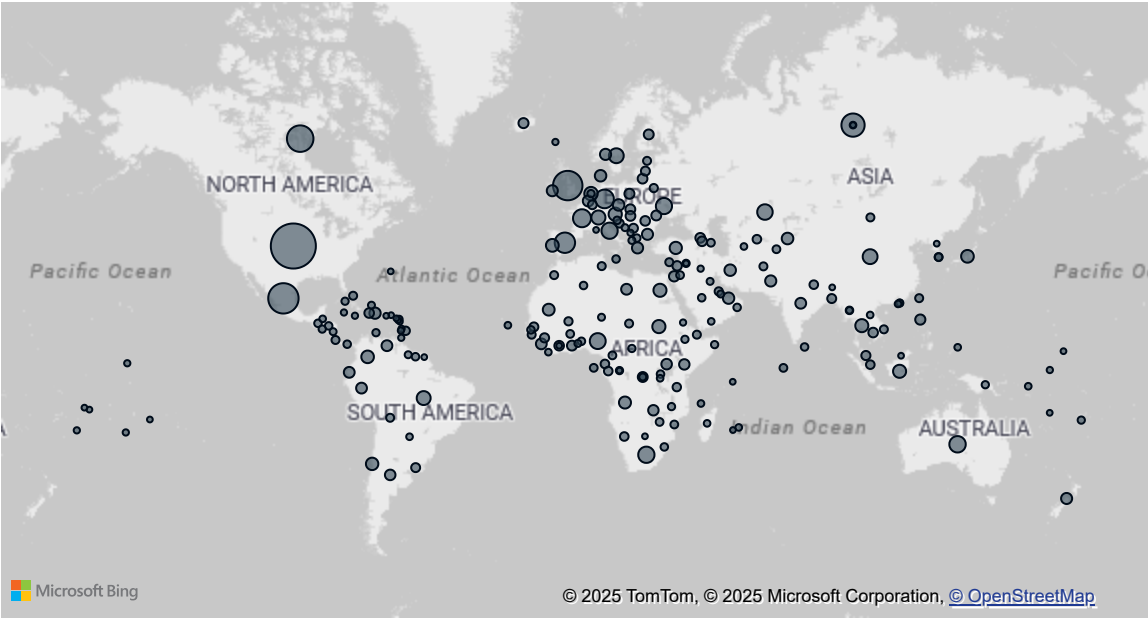 NORTH AMERICA
EUROPE
ASIA
Pacific Ocean
Atlantic Ocean
Pacific O
AFRICA
SOUTH AMERICA
Indian Ocean
AUSTRALIA
A
Microsoft Bing
© 2025 TomTom, © 2025 Microsoft Corporation, © OpenStreetMap